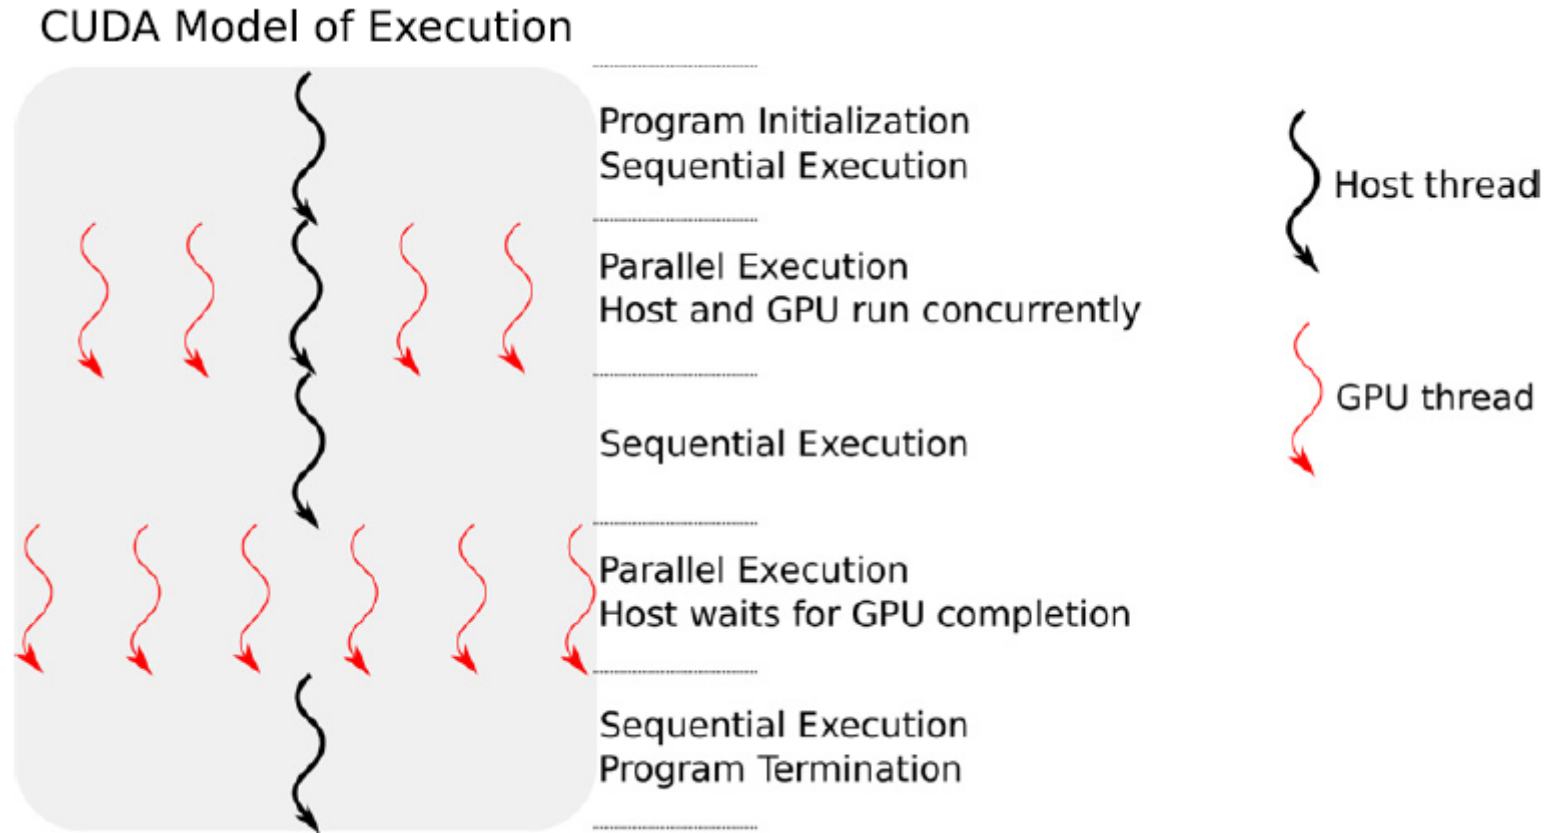 CUDA Model of Execution
Program Initialization
Sequential Execution
Host thread
Parallel Execution
Host and GPU run concurrently
GPU thread
Sequential Execution
Parallel Execution
Host waits for GPU completion
Sequential Execution
Program Termination